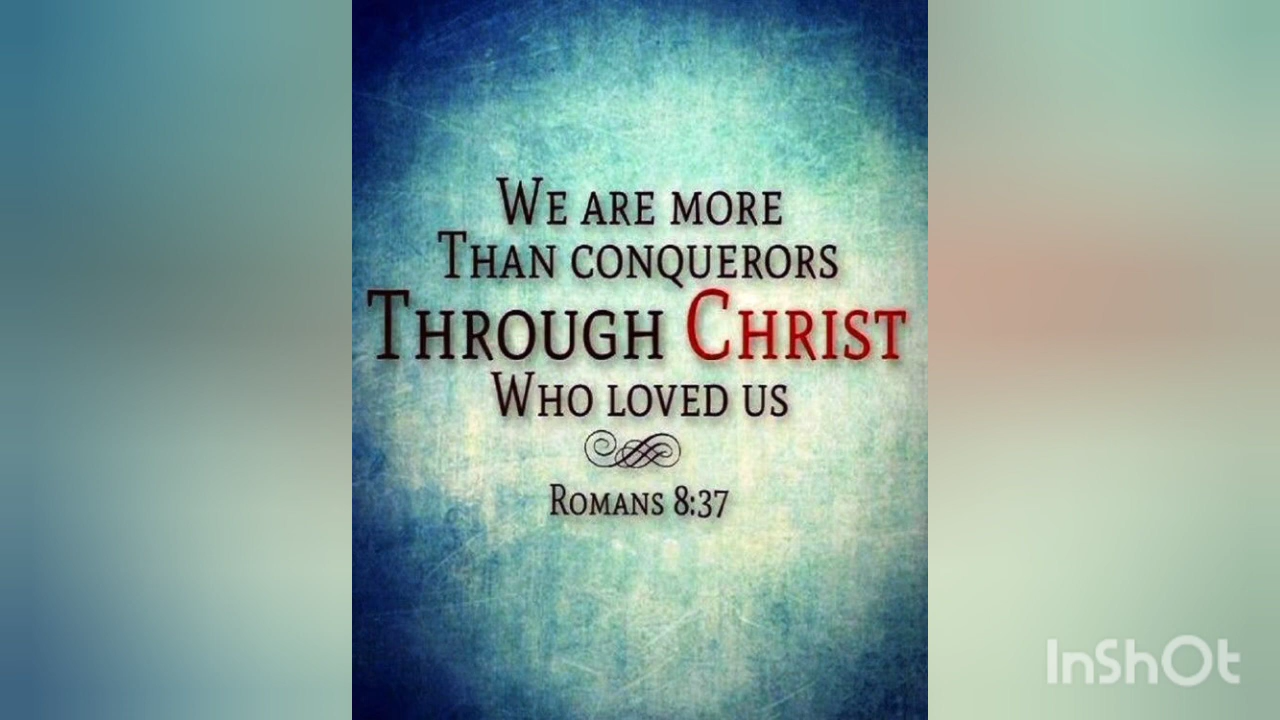 We are more
Than conquerors
Through Christ
Who loved us
Romans 8:37
InShOt